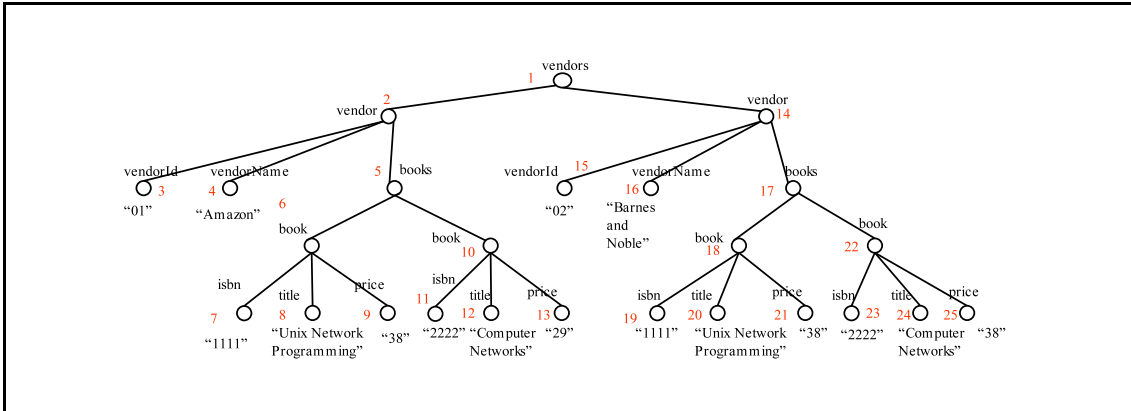 vendors
1
2
vendor
vendor
14
vendorId
3
vendorName
4
5
books
vendorId
15
vendorName
16
17
books
“01”
“Amazon”
6
“02”
“Barnes
and
Noble”
book
book
10
book
18
book
22
isbn
7
title
8
price
9
isbn
11
title
12
price
13
isbn
19
title
20
price
21
isbn
23
title
24
price
25
“1111”
“Unix Network
Programming”
“38”
“2222”
“Computer
Networks”
“29”
“1111”
“Unix Network
Programming”
“38”
“2222”
“Computer
Networks”
“38”